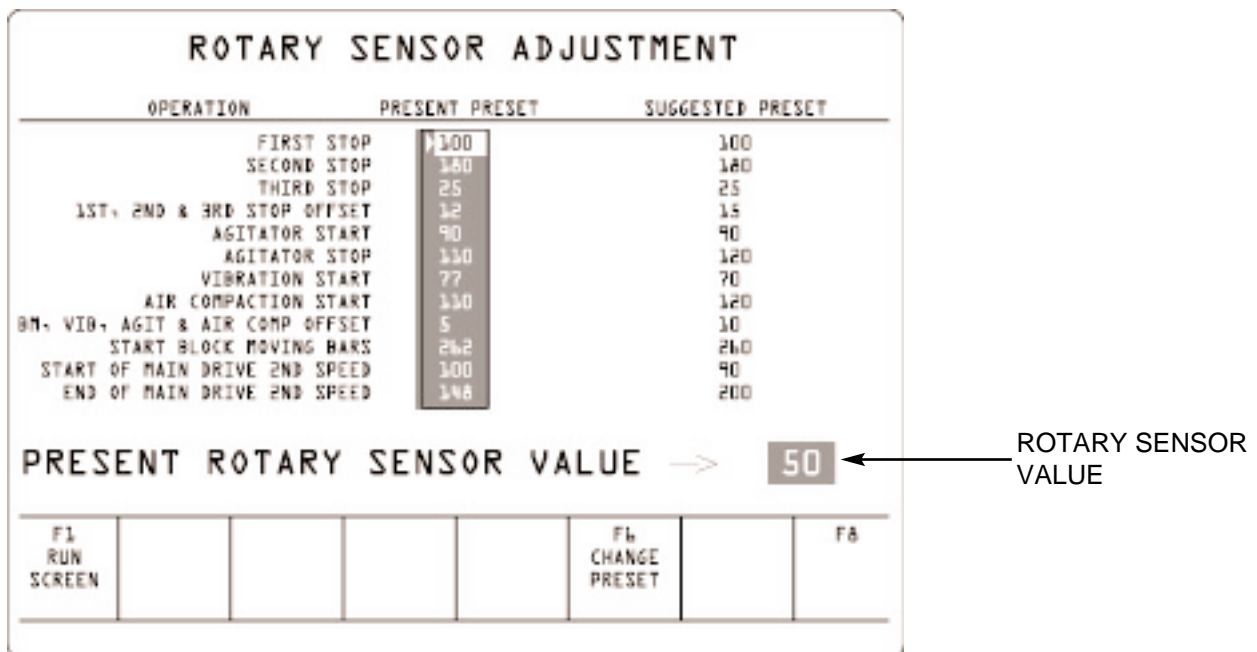 ROTARY SENSOR ADJUSTMENT
OPERATION PRESENT PRESET SUGGESTED PRESET
FIRST STOP 100 100
SECOND STOP 180 180
THIRD STOP 25 25
1ST, 2ND & 3RD STOP OFFSET 12 15
AGITATOR START 90 90
AGITATOR STOP 110 120
VIBRATION START 77 70
AIR COMPACTION START 110 120
BM, VIB, AGIT & AIR COMP OFFSET 5 10
START BLOCK MOVING BARS 262 260
START OF MAIN DRIVE 2ND SPEED 100 90
END OF MAIN DRIVE 2ND SPEED 198 200
PRESENT ROTARY SENSOR VALUE -> 50
ROTARY SENSOR
VALUE
F1
RUN
SCREEN
F6
CHANGE
PRESET
F8